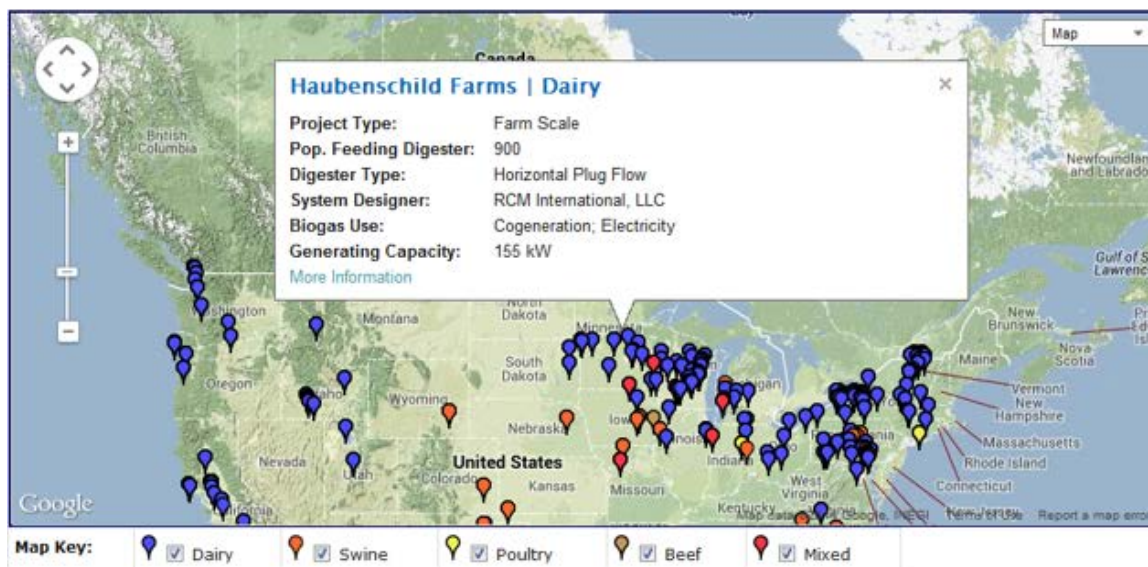 Map
Canada
Haubenschild Farms | Dairy
Project Type: Farm Scale
Pop. Feeding Digester: 900
Digester Type: Horizontal Plug Flow
System Designer: RCM International, LLC
Biogas Use: Cogeneration; Electricity
Generating Capacity: 155 kW
More Information
British
Columbia
Newfoundland
and Labrador
Gulf of S
Lawrence
Washington
Montana
North
Dakota
Minnesota
New
Brunswick
Nova
Scotia
Maine
South
Dakota
Oregon
Idaho
Wyoming
Michigan
Vermont
New
Hampshire
Massachusetts
Rhode Island
Connecticut
New Jersey
Nebraska
Iowa
Illinois
Indiana
Ohio
Pennsylvania
Nevada
Utah
United States
Colorado
Kansas
Missouri
West
Virginia
Kentucky
Virginia
California
Google
Map data Google, INEGI Terms of Use Report a map error
Map Key: Dairy Swine Poultry Beef Mixed